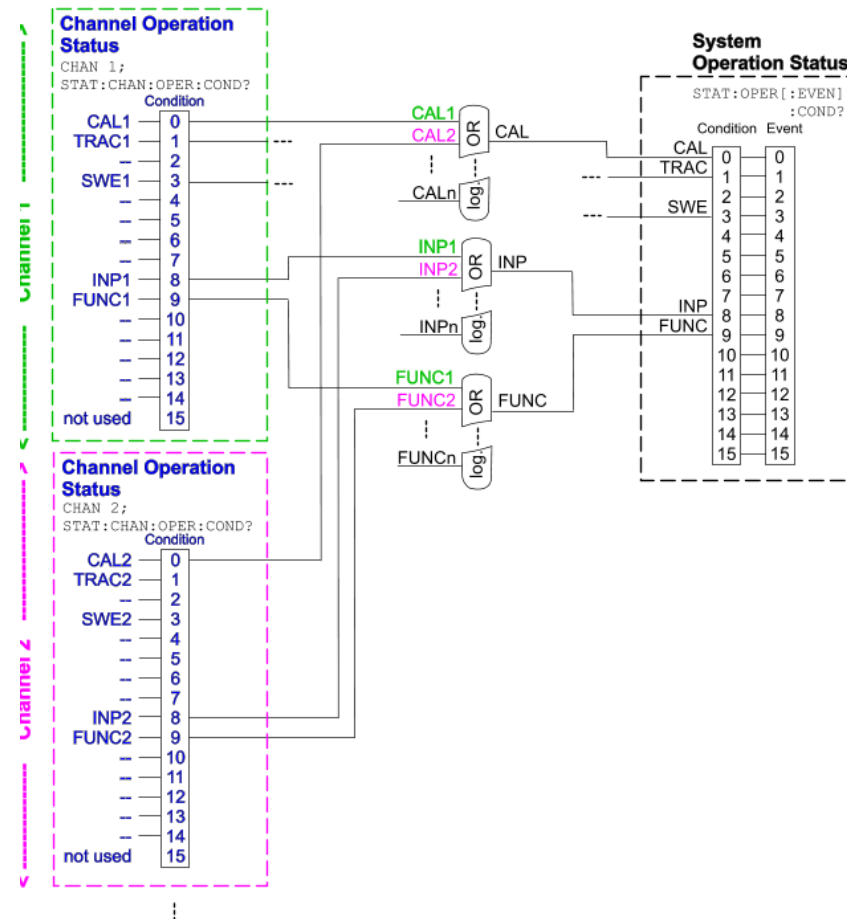 Channel Operation
Status
CHAN 1;
STAT:CHAN:OPER:COND?
Condition
CAL1 0
TRAC1 1 ---
-- 2
SWE1 3 ---
-- 4
-- 5
-- 6
-- 7
INP1 8
FUNC1 9
-- 10
-- 11
-- 12
-- 13
-- 14
not used 15
Channel 1
Channel Operation
Status
CHAN 2;
STAT:CHAN:OPER:COND?
Condition
CAL2 0
TRAC2 1
-- 2
SWE2 3
-- 4
-- 5
-- 6
-- 7
INP2 8
FUNC2 9
-- 10
-- 11
-- 12
-- 13
-- 14
not used 15
Channel 2
CAL1
CAL2
CALn
log. OR
CAL
INP1
INP2
INPn
log. OR
INP
FUNC1
FUNC2
FUNCn
log. OR
FUNC
System
Operation Status
STAT:OPER[:EVEN]
:COND?
Condition Event
CAL 0 0
TRAC 1 1
2 2
SWE 3 3
4 4
5 5
6 6
7 7
INP 8 8
FUNC 9 9
10 10
11 11
12 12
13 13
14 14
15 15